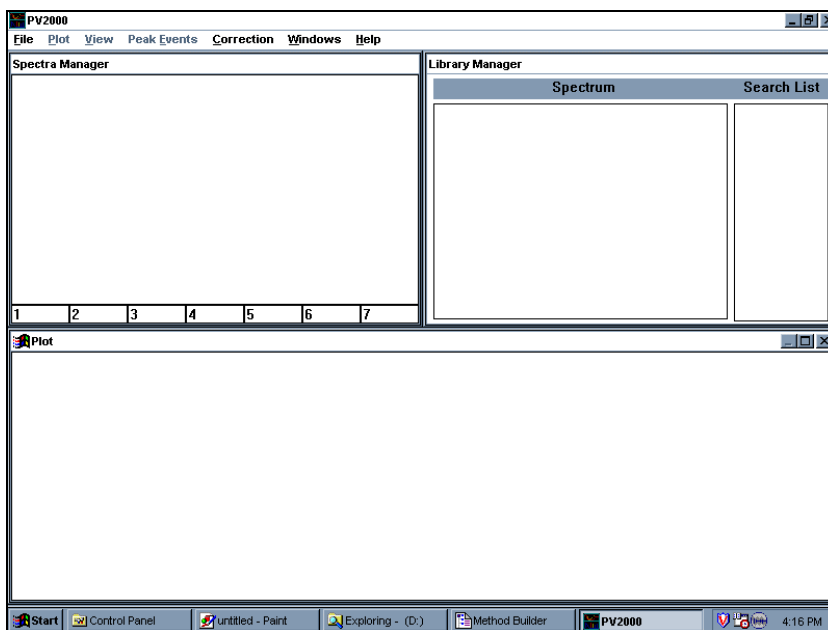 PV2000
File Plot View Peak Events Correction Windows Help
Spectra Manager
Library Manager
Spectrum Search List
1 2 3 4 5 6 7
Plot
Start Control Panel untitled - Paint Exploring - (D:) Method Builder PV2000 4:16 PM